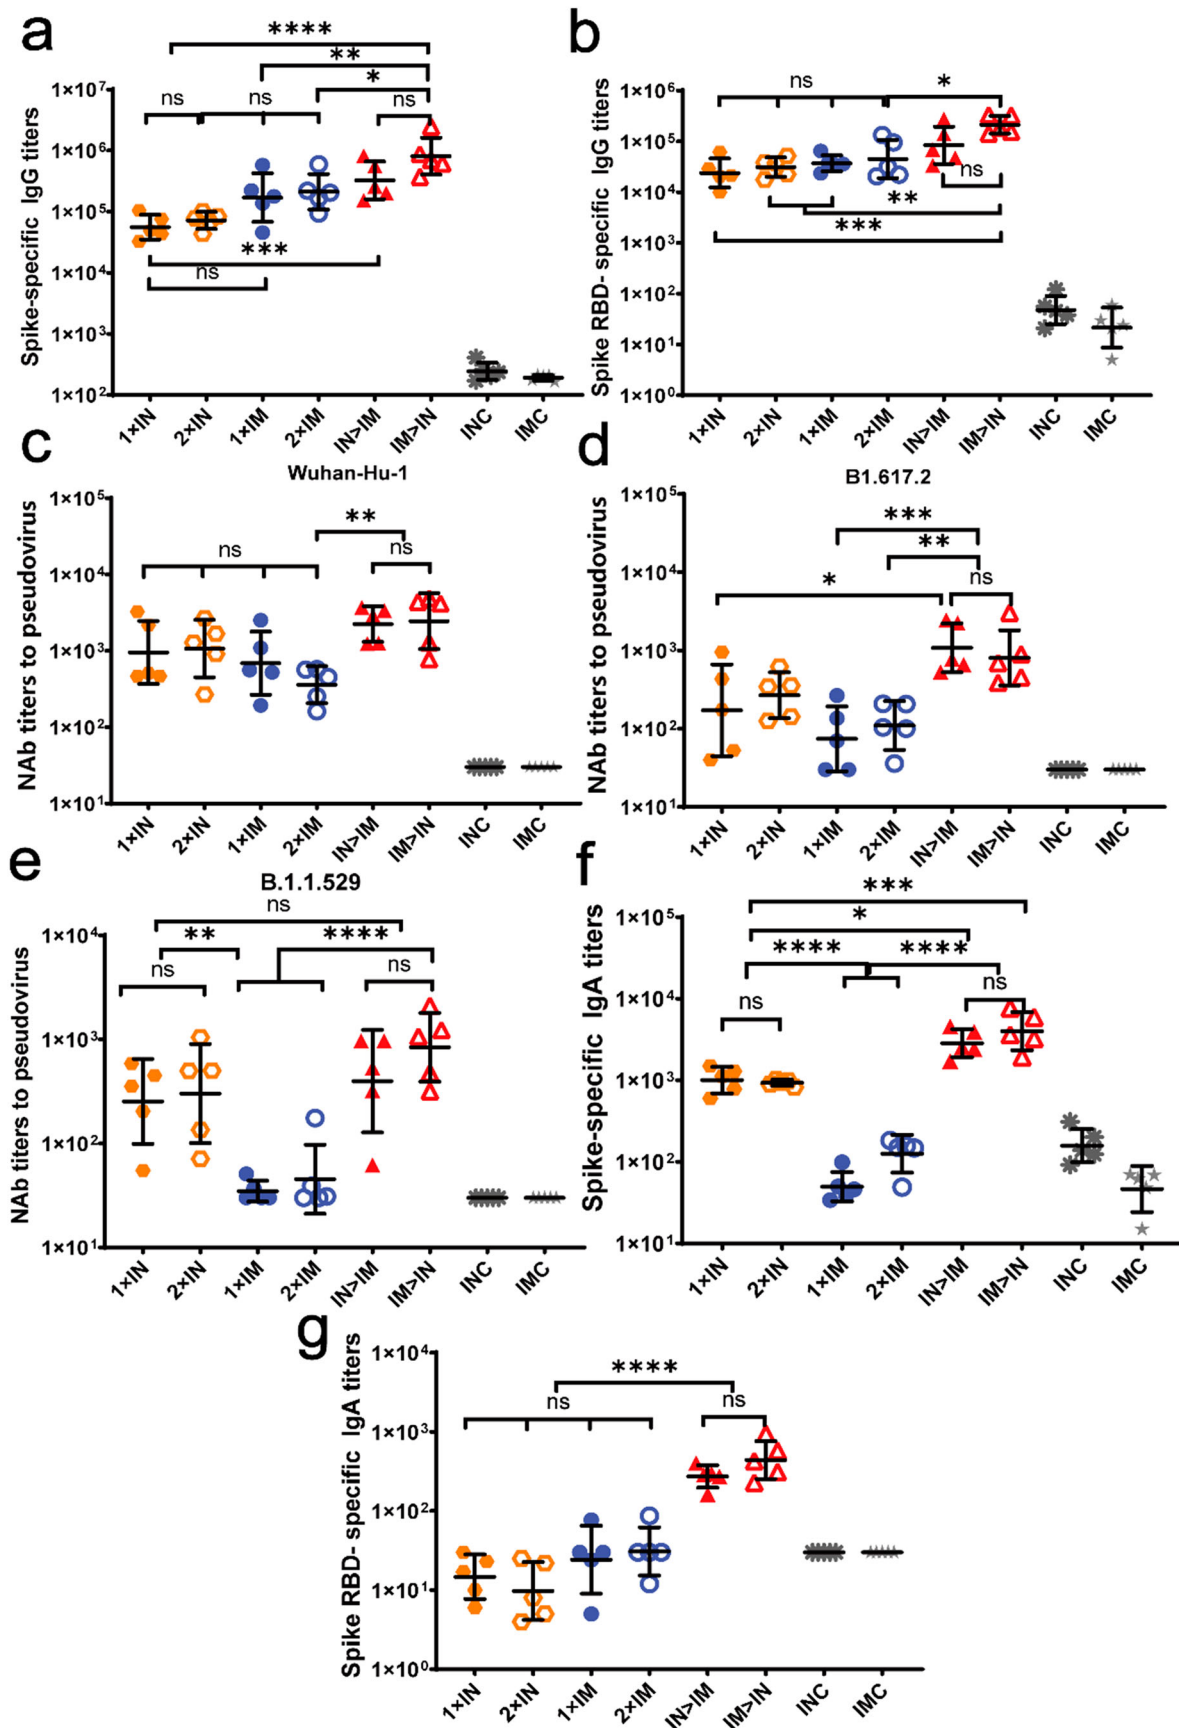 a
****
**
*
ns
ns
ns
***
ns
Spike-specific IgG titers
1×10⁷
1×10⁶
1×10⁵
1×10⁴
1×10³
1×10²
1×IN
2×IN
1×IM
2×IM
IN>IM
IM>IN
INC
IMC
b
ns
*
ns
**
***
Spike RBD- specific IgG titers
1×10⁶
1×10⁵
1×10⁴
1×10³
1×10²
1×10¹
1×10⁰
1×IN
2×IN
1×IM
2×IM
IN>IM
IM>IN
INC
IMC
c
Wuhan-Hu-1
**
ns
ns
NAb titers to pseudovirus
1×10⁵
1×10⁴
1×10³
1×10²
1×10¹
1×IN
2×IN
1×IM
2×IM
IN>IM
IM>IN
INC
IMC
d
B1.617.2
***
**
*
ns
NAb titers to pseudovirus
1×10⁵
1×10⁴
1×10³
1×10²
1×10¹
1×IN
2×IN
1×IM
2×IM
IN>IM
IM>IN
INC
IMC
e
B.1.1.529
ns
**
****
ns
ns
NAb titers to pseudovirus
1×10⁴
1×10³
1×10²
1×10¹
1×IN
2×IN
1×IM
2×IM
IN>IM
IM>IN
INC
IMC
f
***
*
****
****
ns
ns
Spike-specific IgA titers
1×10⁵
1×10⁴
1×10³
1×10²
1×10¹
1×IN
2×IN
1×IM
2×IM
IN>IM
IM>IN
INC
IMC
g
****
ns
ns
Spike RBD- specific IgA titers
1×10⁴
1×10³
1×10²
1×10¹
1×10⁰
1×IN
2×IN
1×IM
2×IM
IN>IM
IM>IN
INC
IMC